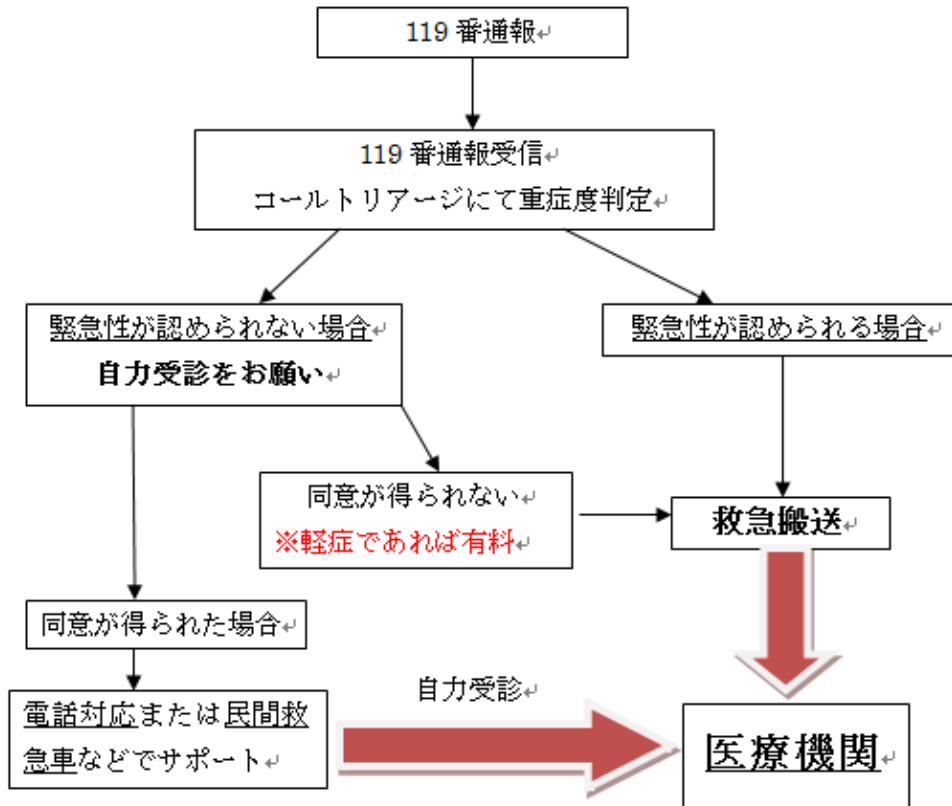 119番通報↵
119番通報受信↵
コールトリアージにて重症度判定↵
緊急性が認められない場合↵
自力受診をお願い↵
緊急性が認められる場合↵
同意が得られない↵
※軽症であれば有料↵
救急搬送↵
同意が得られた場合↵
電話対応または民間救
急車などでサポート↵
自力受診↵
医療機関↵